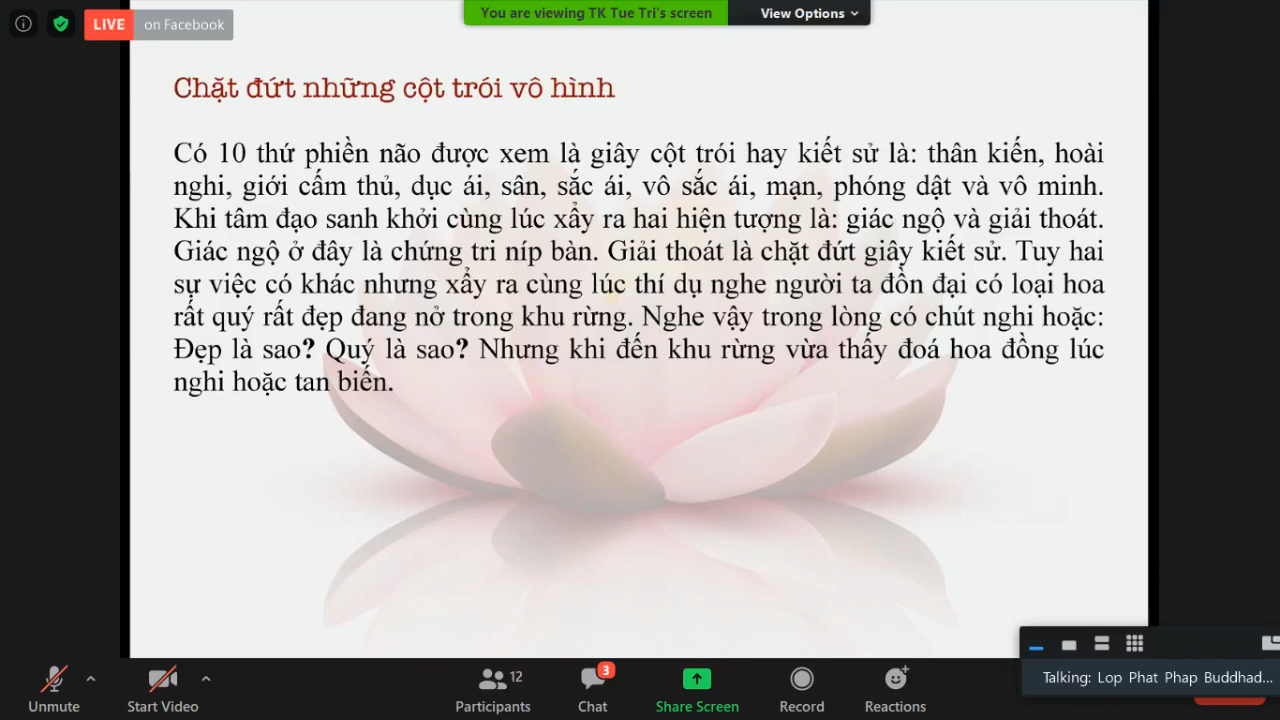 You are viewing TK Tue Tri's screen
View Options
LIVE on Facebook
Chặt đứt những cột trói vô hình
Có 10 thứ phiền não được xem là giây cột trói hay kiết sử là: thân kiến, hoài
nghi, giới cấm thủ, dục ái, sân, sắc ái, vô sắc ái, mạn, phóng dật và vô minh.
Khi tâm đạo sanh khởi cùng lúc xẩy ra hai hiện tượng là: giác ngộ và giải thoát.
Giác ngộ ở đây là chứng tri níp bàn. Giải thoát là chặt đứt giây kiết sử. Tuy hai
sự việc có khác nhưng xẩy ra cùng lúc thí dụ nghe người ta đồn đại có loại hoa
rất quý rất đẹp đang nở trong khu rừng. Nghe vậy trong lòng có chút nghi hoặc:
Đẹp là sao? Quý là sao? Nhưng khi đến khu rừng vừa thấy đoá hoa đồng lúc
nghi hoặc tan biến.
Talking: Lop Phat Phap Buddhad...
12
3
Unmute
Start Video
Participants
Chat
Share Screen
Record
Reactions